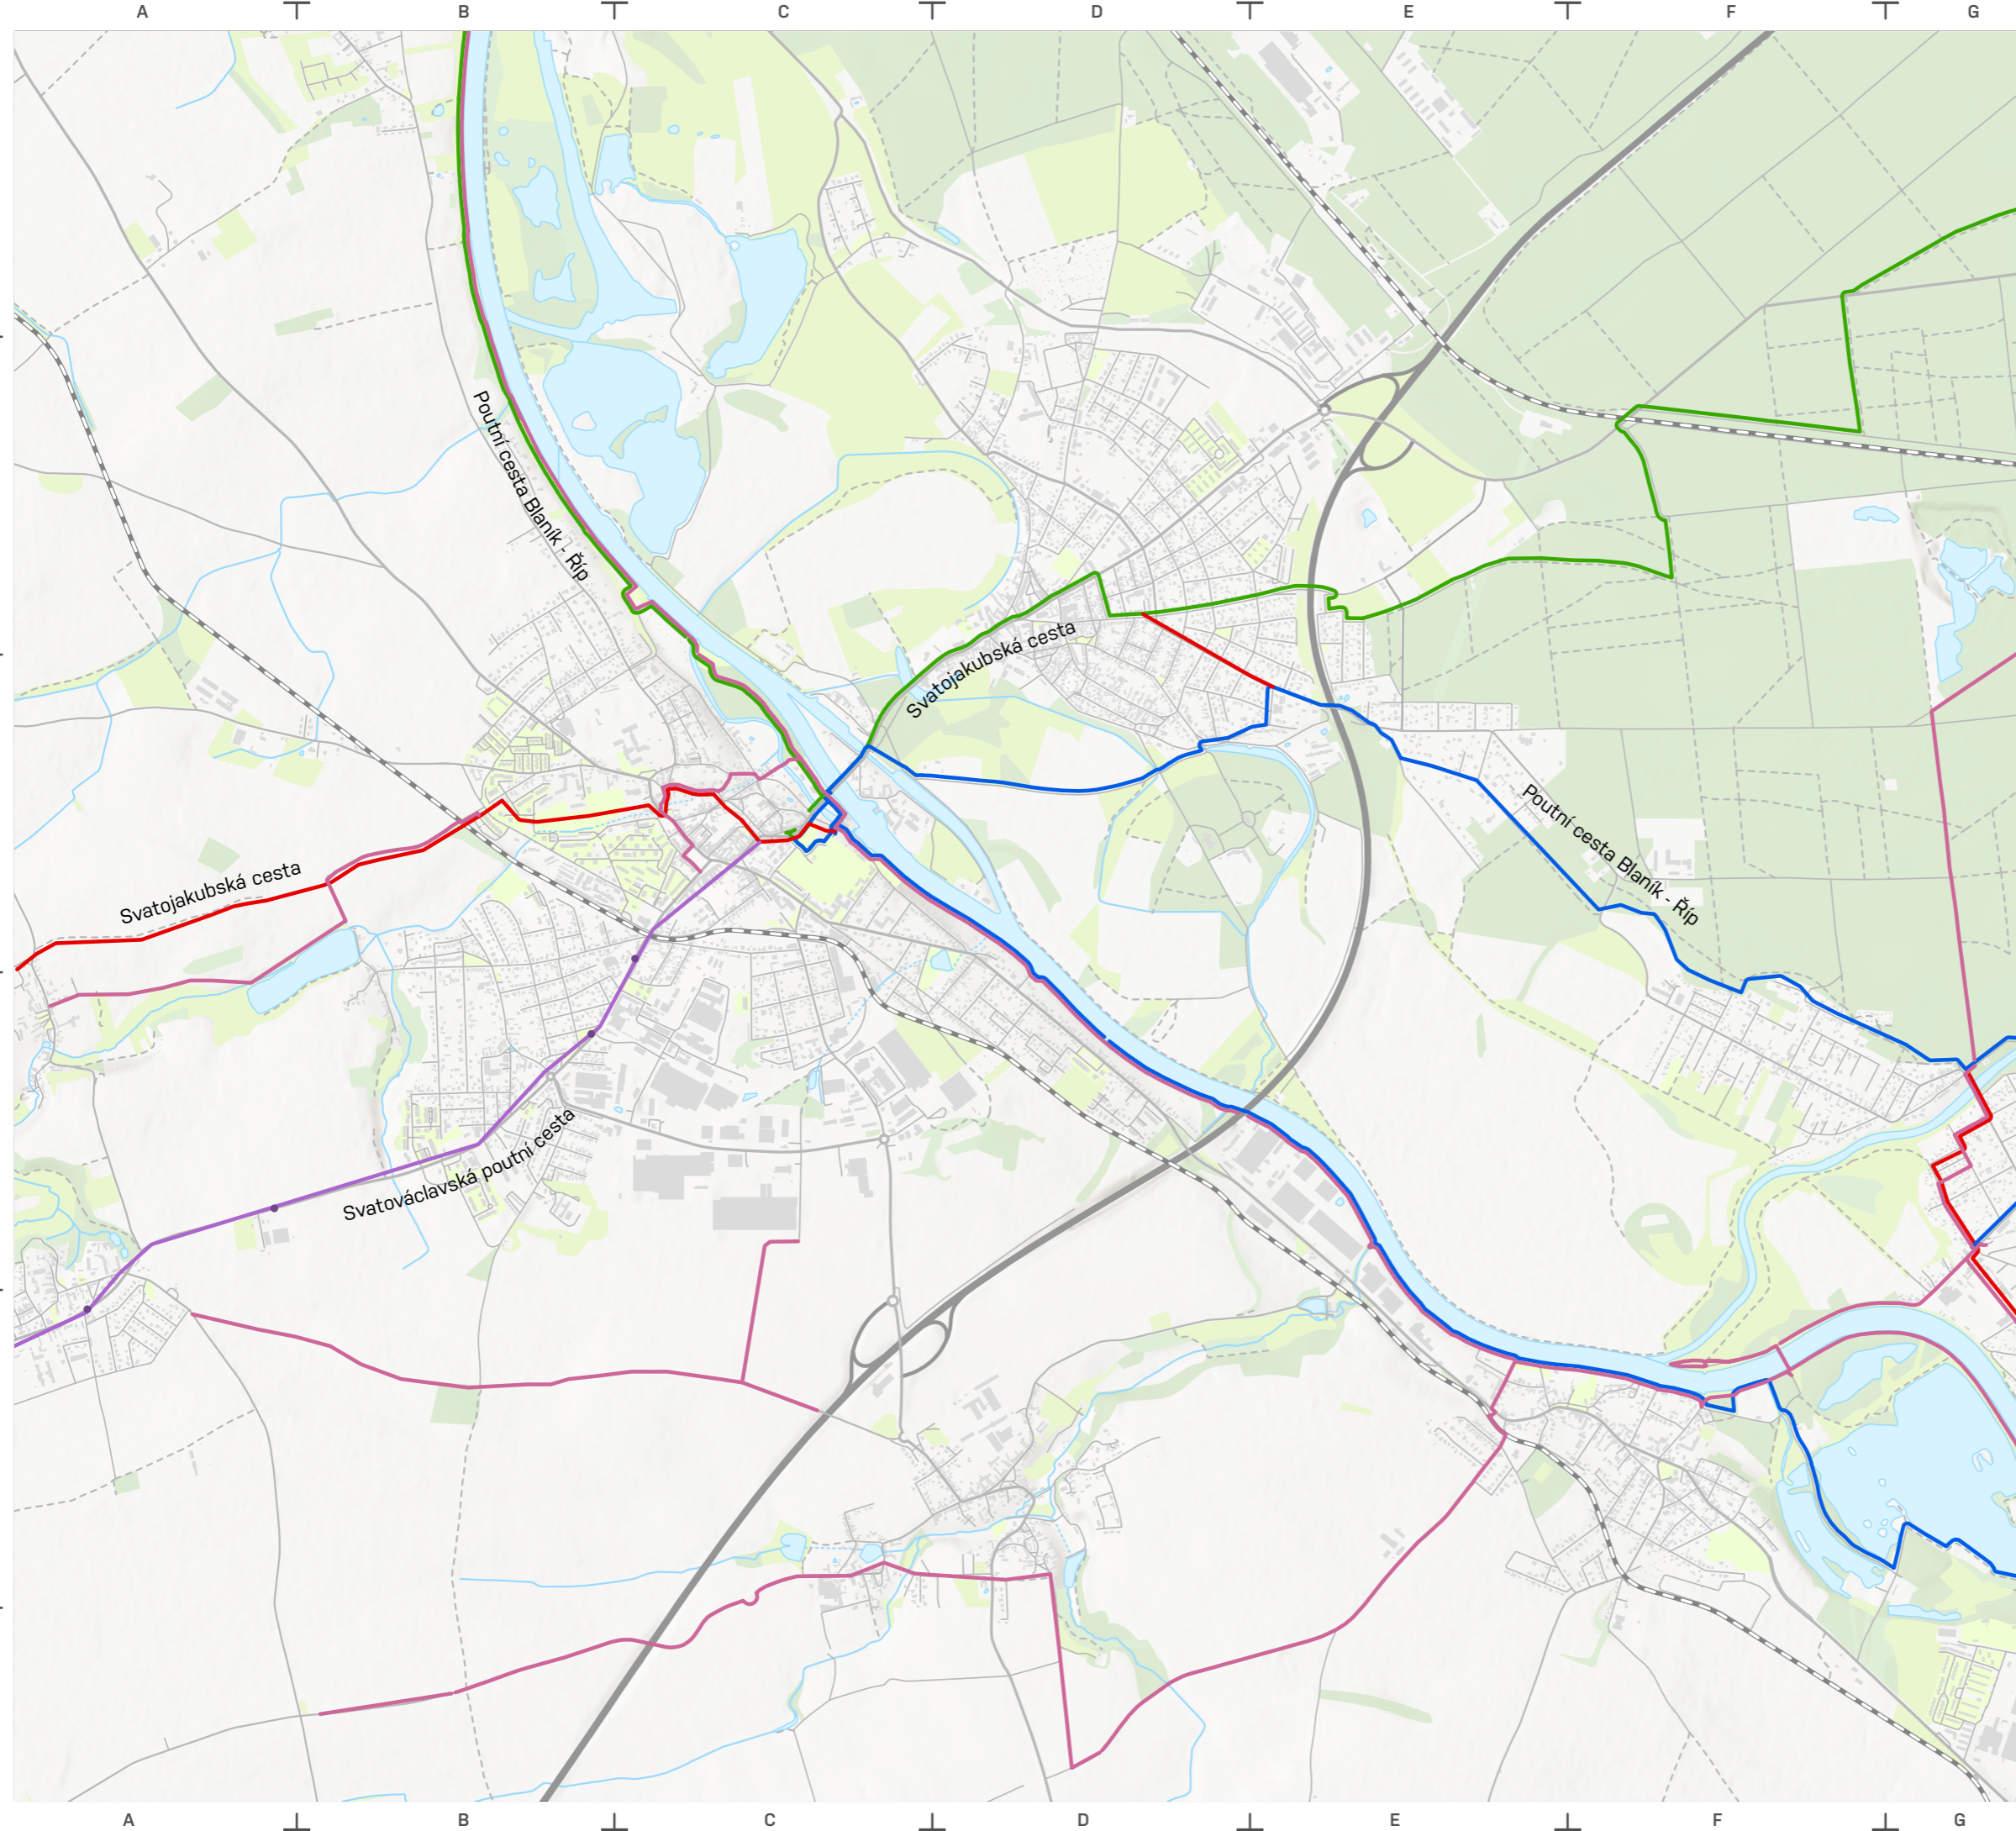 A B C D E F G
Poutní cesta Blaník - Říp
Svatojakubská cesta
Poutní cesta Blaník - Říp
Svatojakubská cesta
Svatováclavská poutní cesta
A B C D E F G